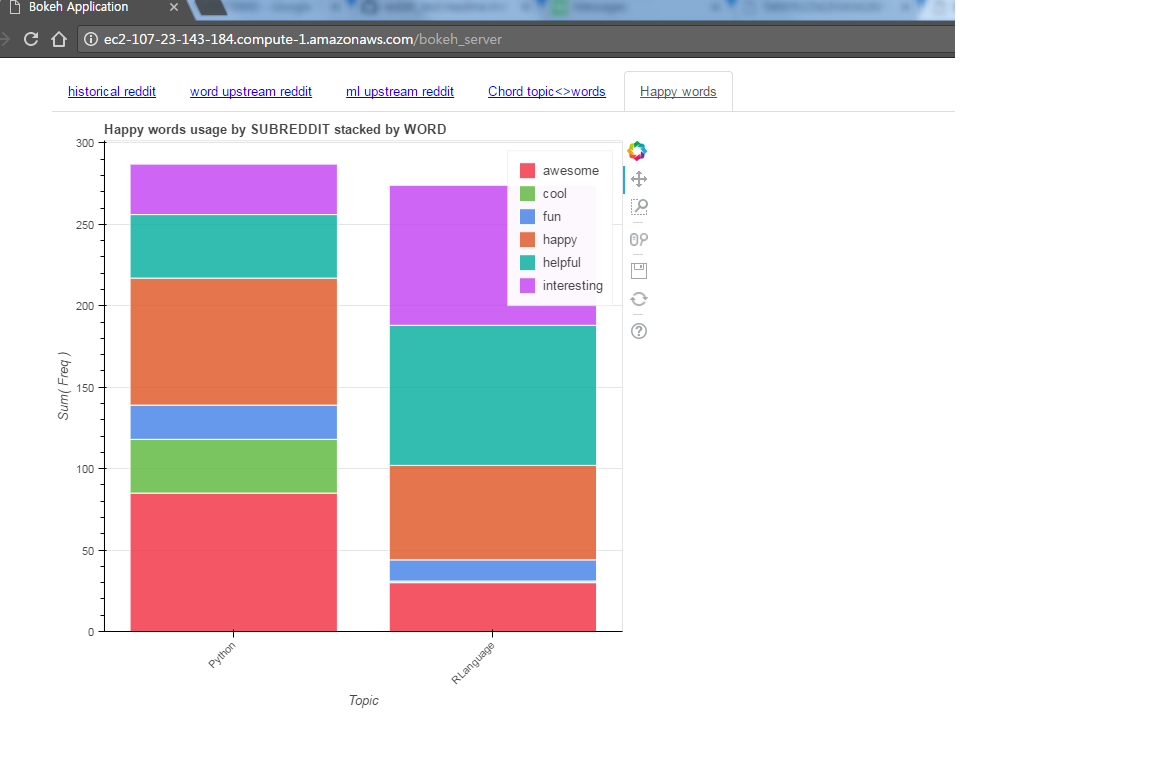 Bokeh Application
ec2-107-23-143-184.compute-1.amazonaws.com/bokeh_server
historical reddit word upstream reddit ml upstream reddit Chord topic<>words Happy words
Happy words usage by SUBREDDIT stacked by WORD
300
250
200
150
100
50
0
Sum( Freq )
awesome
cool
fun
happy
helpful
interesting
Python
RLanguage
Topic